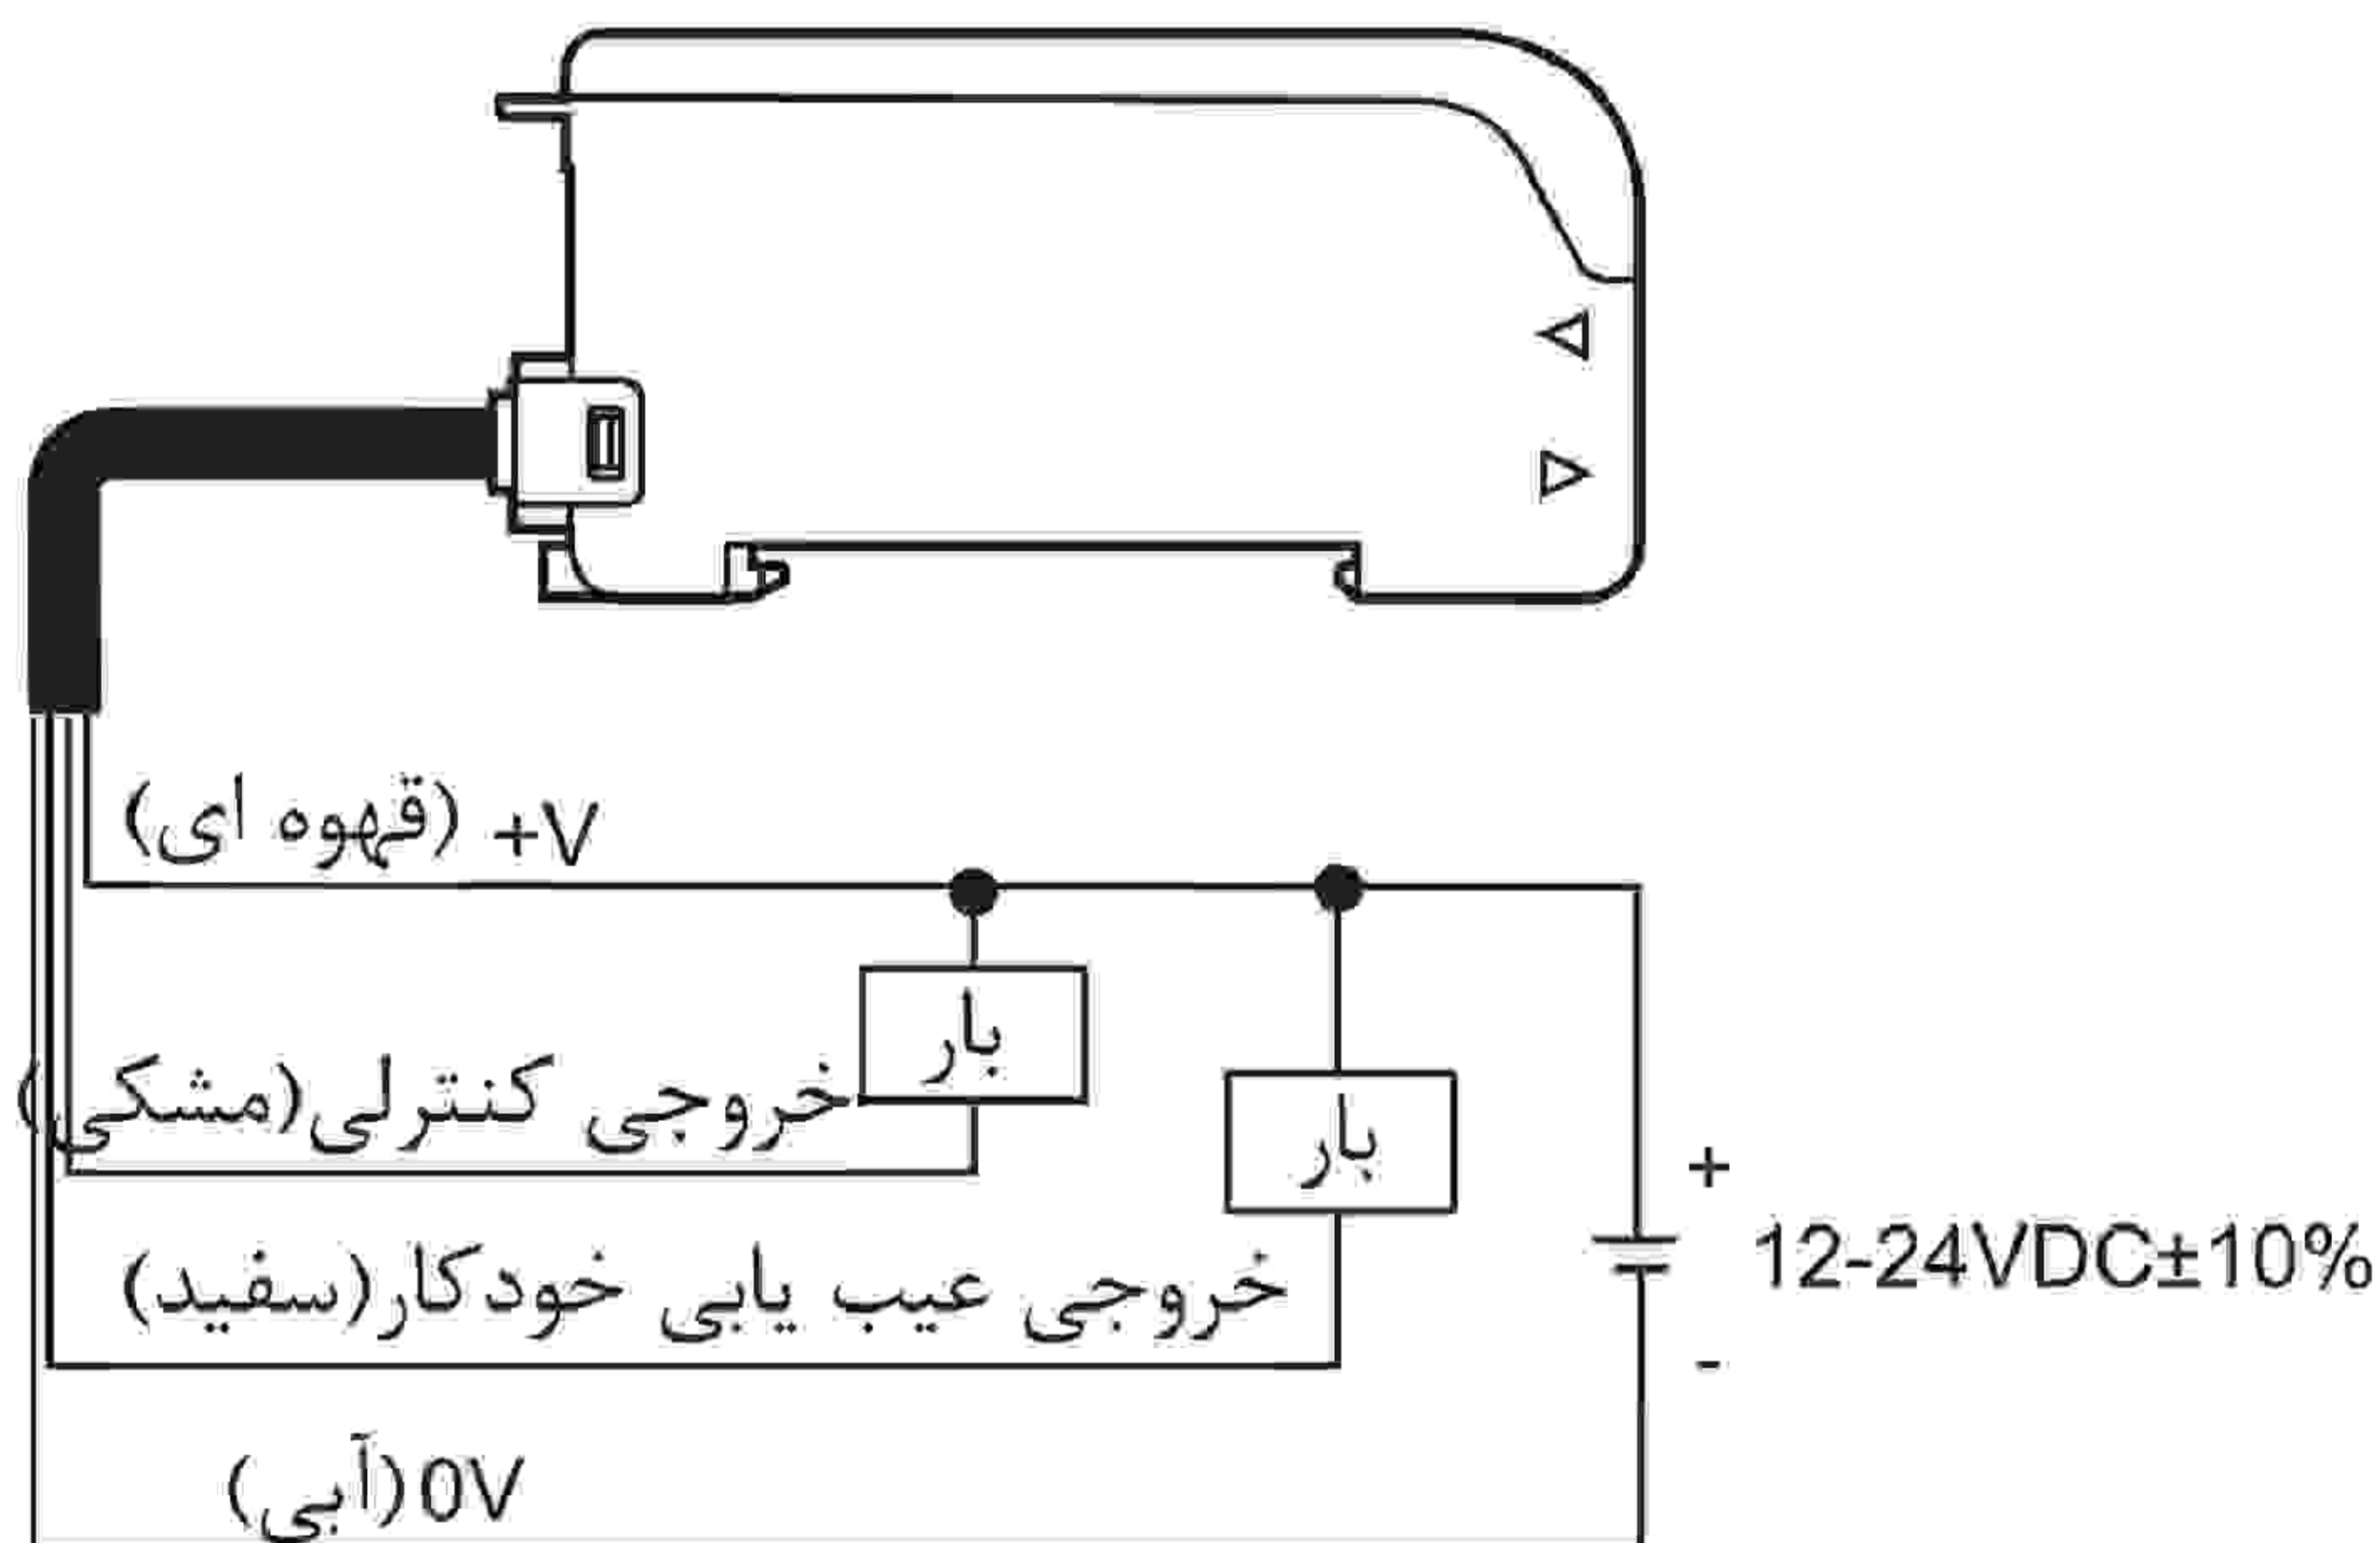 +V (قهوه ای)
بار
خروجی کنترلی(مشکی)
بار
+
12-24VDC±10%
خروجی عیب یابی خودکار(سفید)
-
0V(آبی)